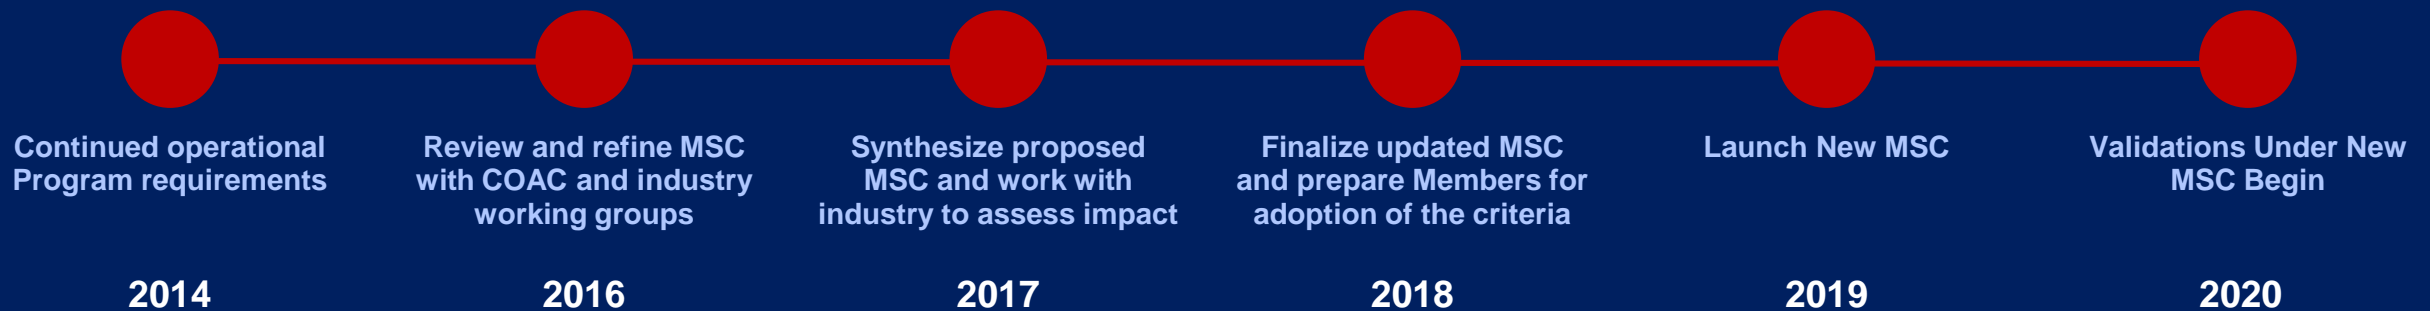 Continued operational
Program requirements
2014
Review and refine MSC
with COAC and industry
working groups
2016
Synthesize proposed
MSC and work with
industry to assess impact
2017
Finalize updated MSC
and prepare Members for
adoption of the criteria
2018
Launch New MSC
2019
Validations Under New
MSC Begin
2020